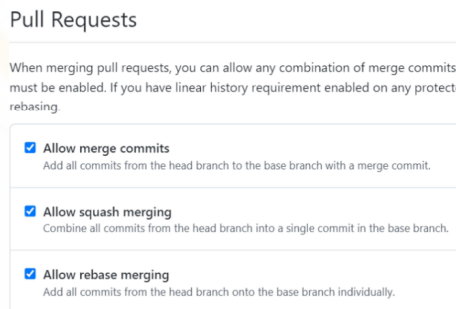 Pull Requests
When merging pull requests, you can allow any combination of merge commits
must be enabled. If you have linear history requirement enabled on any protect
rebasing.
Allow merge commits
Add all commits from the head branch to the base branch with a merge commit.
Allow squash merging
Combine all commits from the head branch into a single commit in the base branch.
Allow rebase merging
Add all commits from the head branch onto the base branch individually.